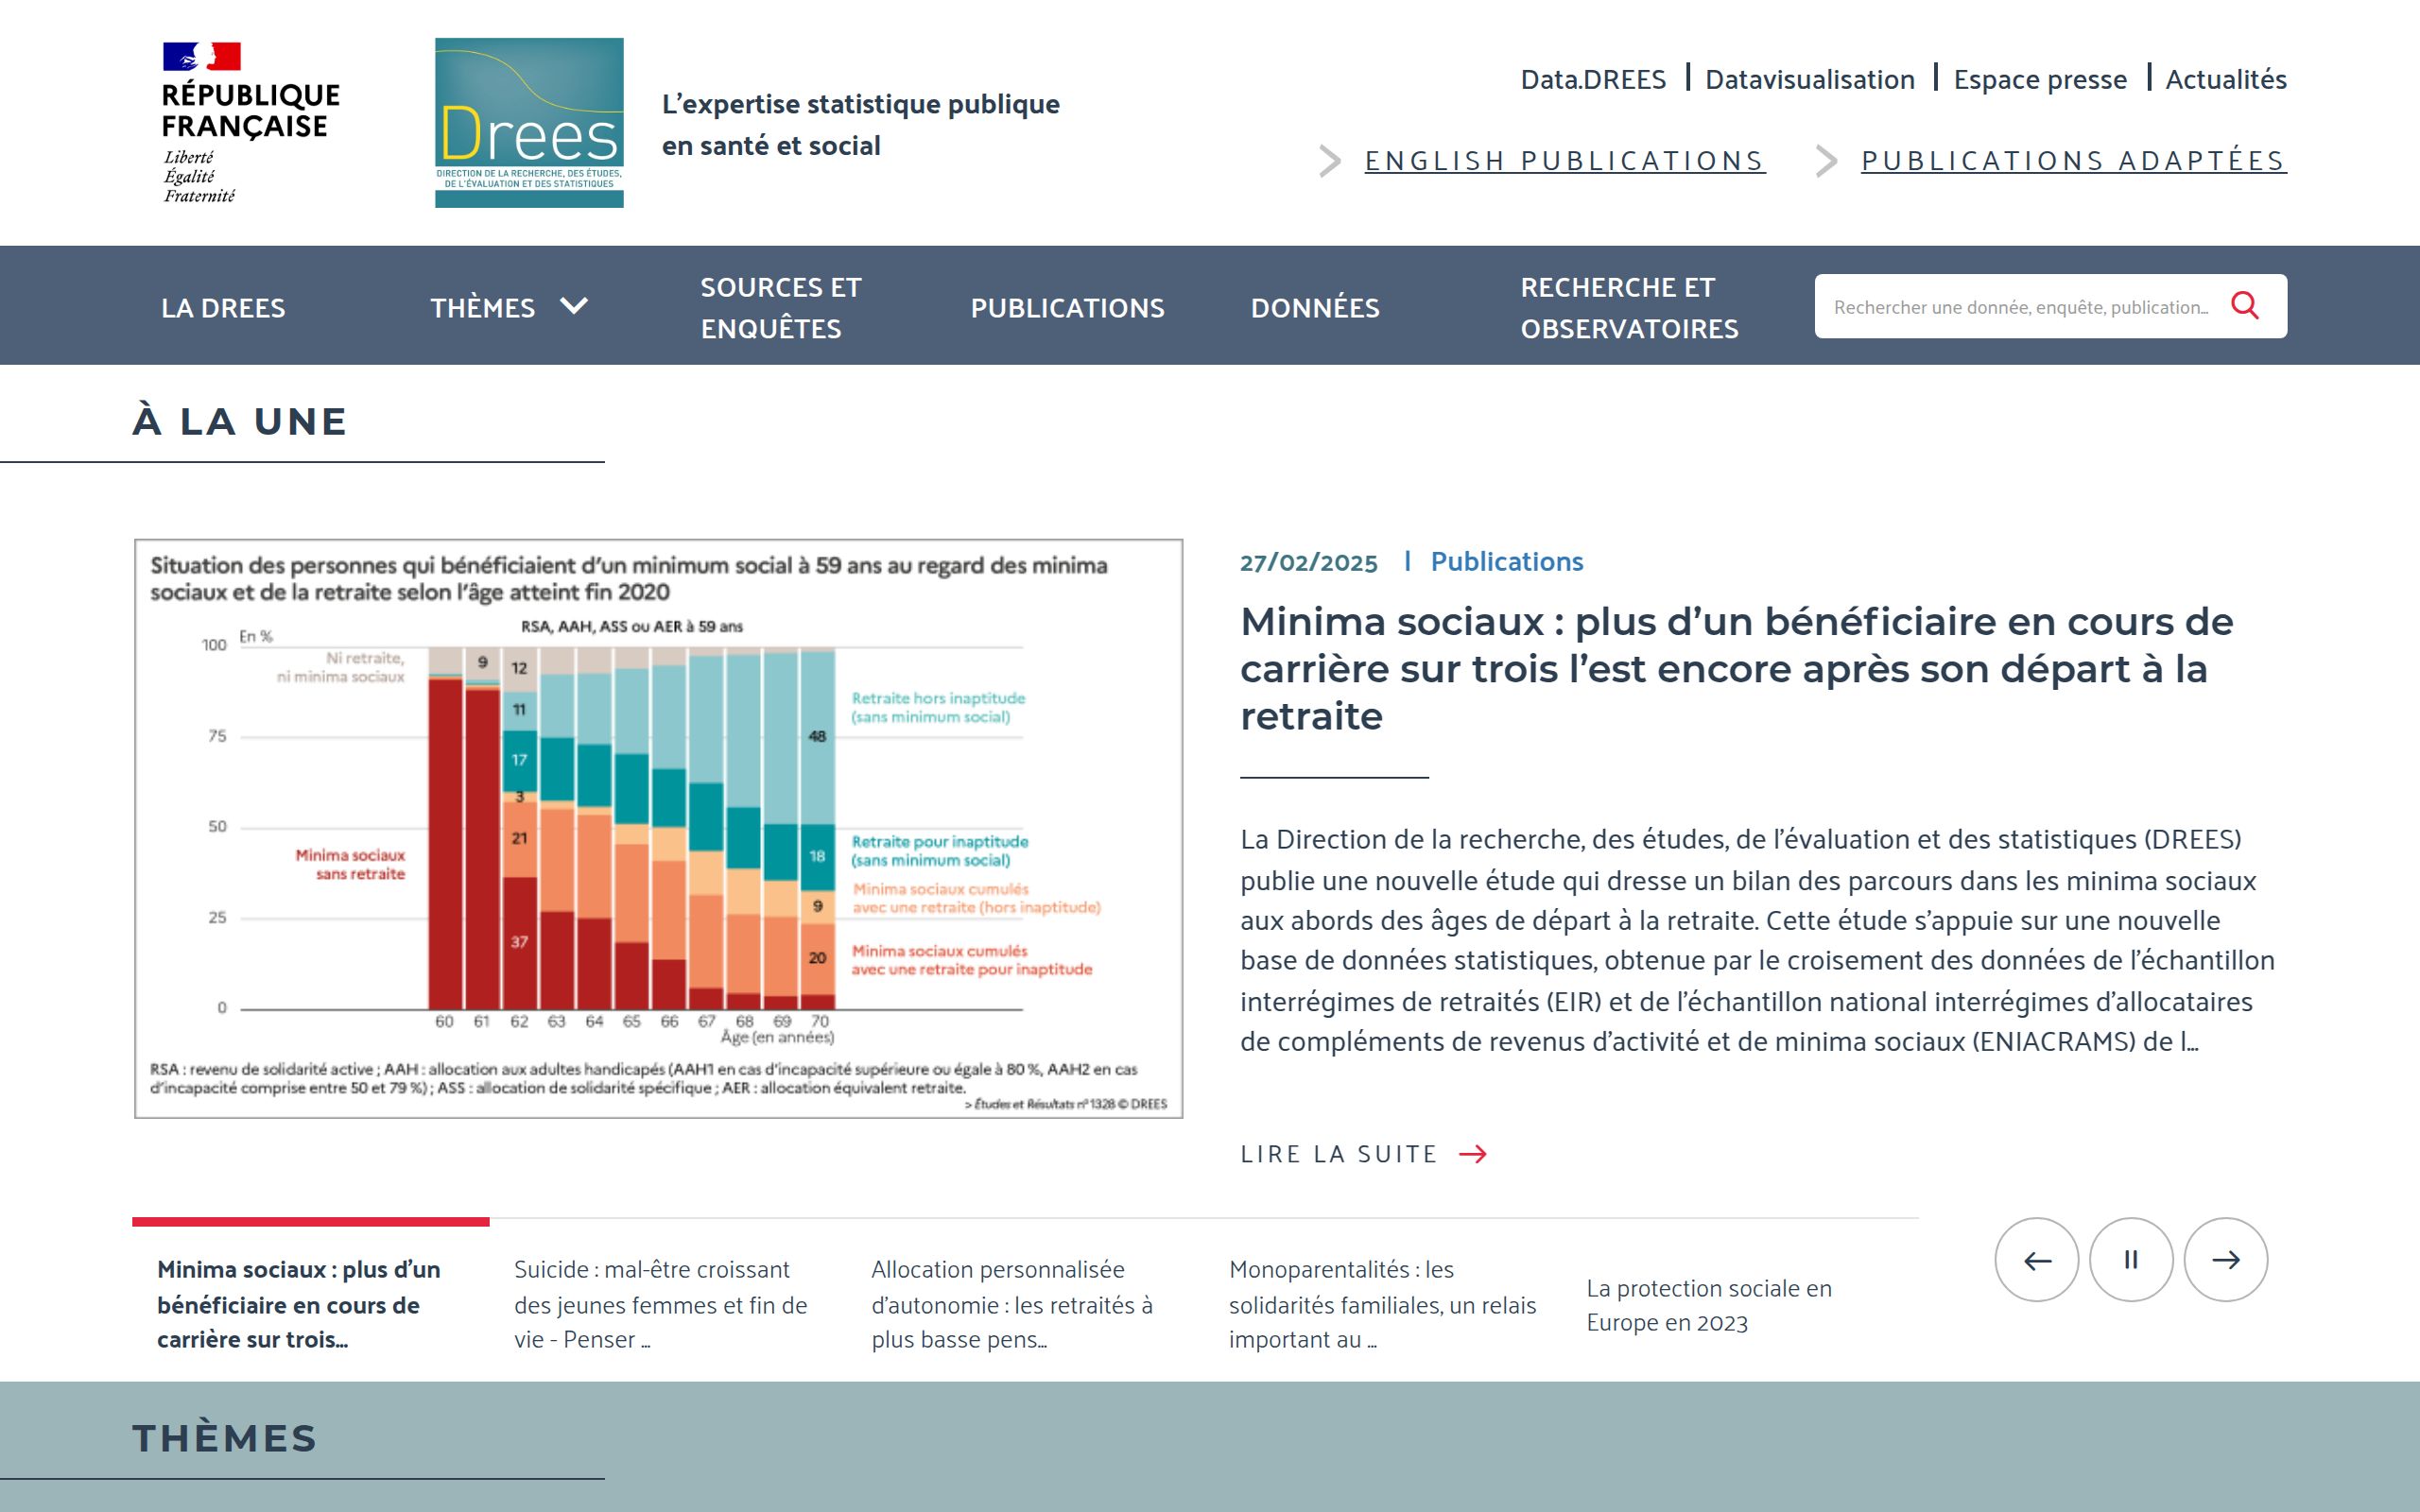 RÉPUBLIQUE
FRANÇAISE
Liberté
Égalité
Fraternité
Drees
DIRECTION DE LA RECHERCHE, DES ÉTUDES,
DE L'ÉVALUATION ET DES STATISTIQUES
L'expertise statistique publique
en santé et social
Data.DREES
Datavisualisation
Espace presse
Actualités
ENGLISH PUBLICATIONS
PUBLICATIONS ADAPTÉES
LA DREES
THÈMES
SOURCES ET
ENQUÊTES
PUBLICATIONS
DONNÉES
RECHERCHE ET
OBSERVATOIRES
Rechercher une donnée, enquête, publication...
À LA UNE
Situation des personnes qui bénéficiaient d'un minimum social à 59 ans au regard des minima
sociaux et de la retraite selon l'âge atteint fin 2020
RSA, AAH, ASS ou AER à 59 ans
En %
100
75
50
25
0
Ni retraite,
ni minima sociaux
Minima sociaux
sans retraite
9
12
11
17
3
21
37
48
18
9
20
Retraite hors inaptitude
(sans minimum social)
Retraite pour inaptitude
(sans minimum social)
Minima sociaux cumulés
avec une retraite (hors inaptitude)
Minima sociaux cumulés
avec une retraite pour inaptitude
60 61 62 63 64 65 66 67 68 69 70
Âge (en années)
RSA : revenu de solidarité active ; AAH : allocation aux adultes handicapés (AAH1 en cas d'incapacité supérieure ou égale à 80 %, AAH2 en cas
d'incapacité comprise entre 50 et 79 %) ; ASS : allocation de solidarité spécifique ; AER : allocation équivalent retraite.
> Études et Résultats n° 1328 © DREES
27/02/2025 | Publications
Minima sociaux : plus d'un bénéficiaire en cours de
carrière sur trois l'est encore après son départ à la
retraite
La Direction de la recherche, des études, de l'évaluation et des statistiques (DREES)
publie une nouvelle étude qui dresse un bilan des parcours dans les minima sociaux
aux abords des âges de départ à la retraite. Cette étude s'appuie sur une nouvelle
base de données statistiques, obtenue par le croisement des données de l'échantillon
interrégimes de retraités (EIR) et de l'échantillon national interrégimes d'allocataires
de compléments de revenus d'activité et de minima sociaux (ENIACRAMS) de l...
LIRE LA SUITE
Minima sociaux : plus d'un
bénéficiaire en cours de
carrière sur trois...
Suicide : mal-être croissant
des jeunes femmes et fin de
vie - Penser ...
Allocation personnalisée
d'autonomie : les retraités à
plus basse pens...
Monoparentalités : les
solidarités familiales, un relais
important au ...
La protection sociale en
Europe en 2023
THÈMES